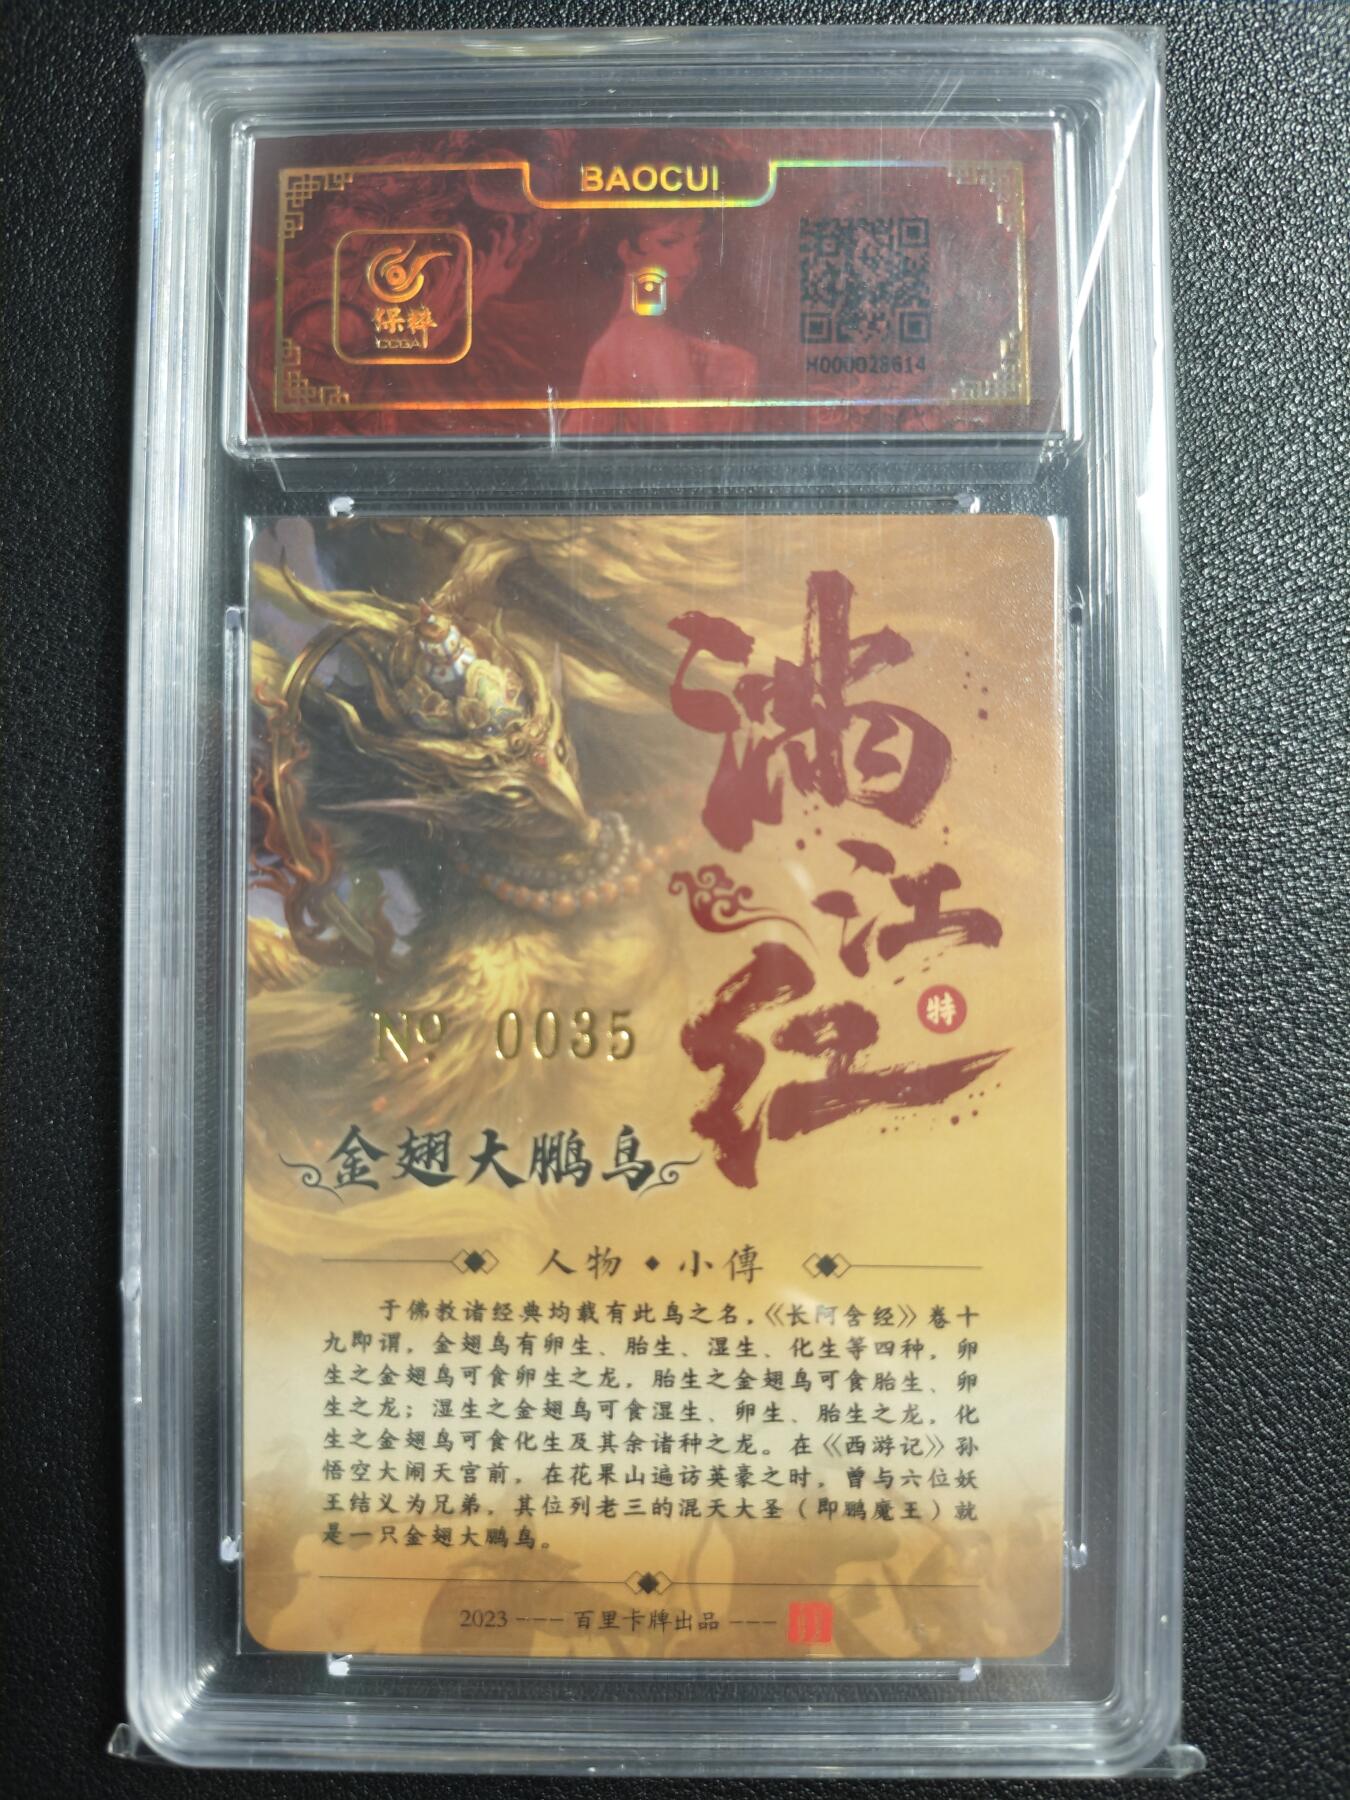 BAOCUI
保粹
CCGA
H000028614
满江红
特
No 0035
金翅大鹏鸟
人物·小傳
于佛教诸经典均载有此鸟之名，《长阿含经》卷十
九即谓，金翅鸟有卵生、胎生、湿生、化生等四种，卵
生之金翅鸟可食卵生之龙，胎生之金翅鸟可食胎生、卵
生之龙；湿生之金翅鸟可食湿生、卵生、胎生之龙，化
生之金翅鸟可食化生及其余诸种之龙。在《西游记》孙
悟空大闹天宫前，在花果山遍访英豪之时，曾与六位妖
王结义为兄弟，其位列老三的混天大圣（即鹏魔王）就
是一只金翅大鹏鸟。
2023 --- 百里卡牌出品 ---